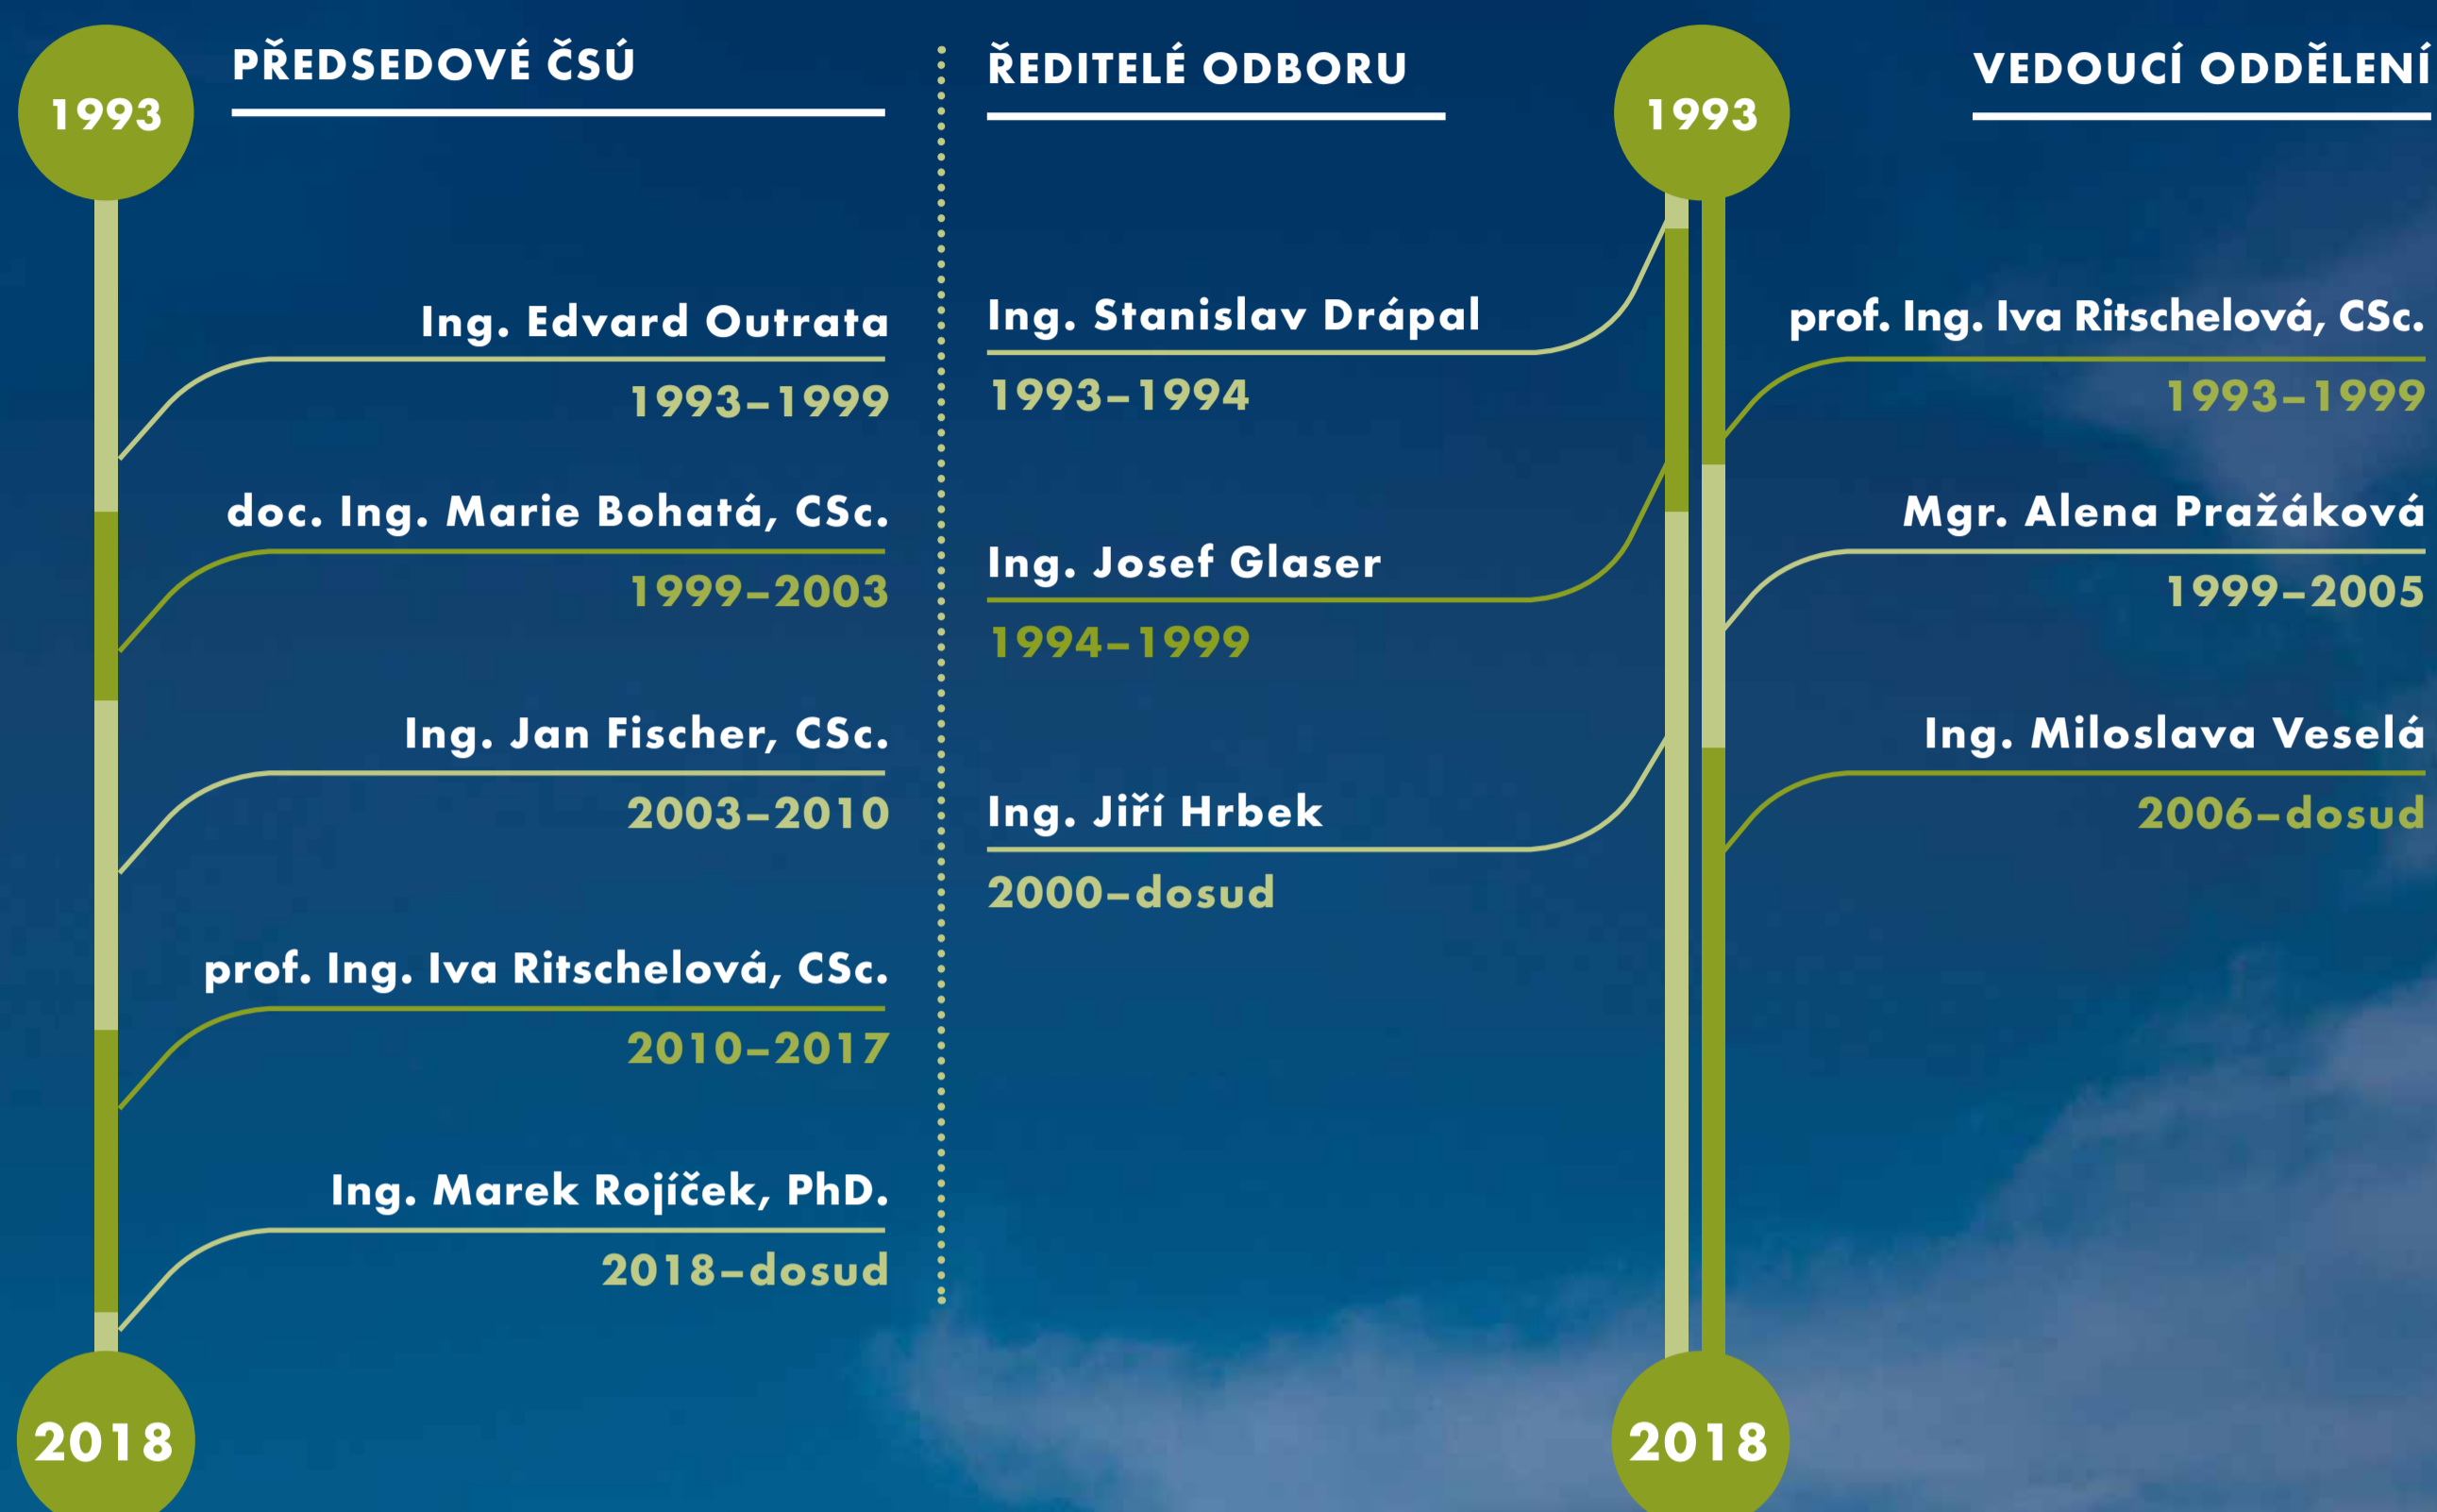 1993
PŘEDSEDOVÉ ČSÚ
Ing. Edvard Outrata
1993–1999
doc. Ing. Marie Bohatá, CSc.
1999–2003
Ing. Jan Fischer, CSc.
2003–2010
prof. Ing. Iva Ritschelová, CSc.
2010–2017
Ing. Marek Rojíček, PhD.
2018–dosud
2018
ŘEDITELÉ ODBORU
Ing. Stanislav Drápal
1993–1994
Ing. Josef Glaser
1994–1999
Ing. Jiří Hrbek
2000–dosud
1993
VEDOUCÍ ODDĚLENÍ
prof. Ing. Iva Ritschelová, CSc.
1993–1999
Mgr. Alena Pražáková
1999–2005
Ing. Miloslava Veselá
2006–dosud
2018